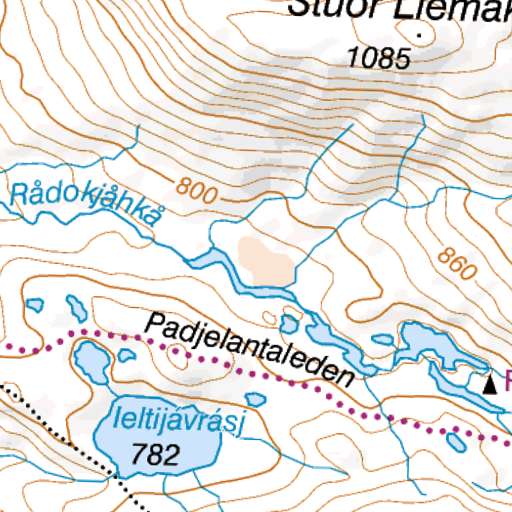 Stuor Liemak
1085
Rådokjåhkå
800
860
Padjelantaleden
Ieltijávrásj
782